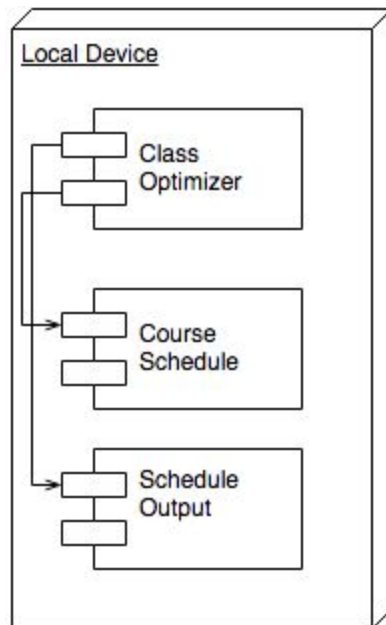 Local Device
Class
Optimizer
Course
Schedule
Schedule
Output